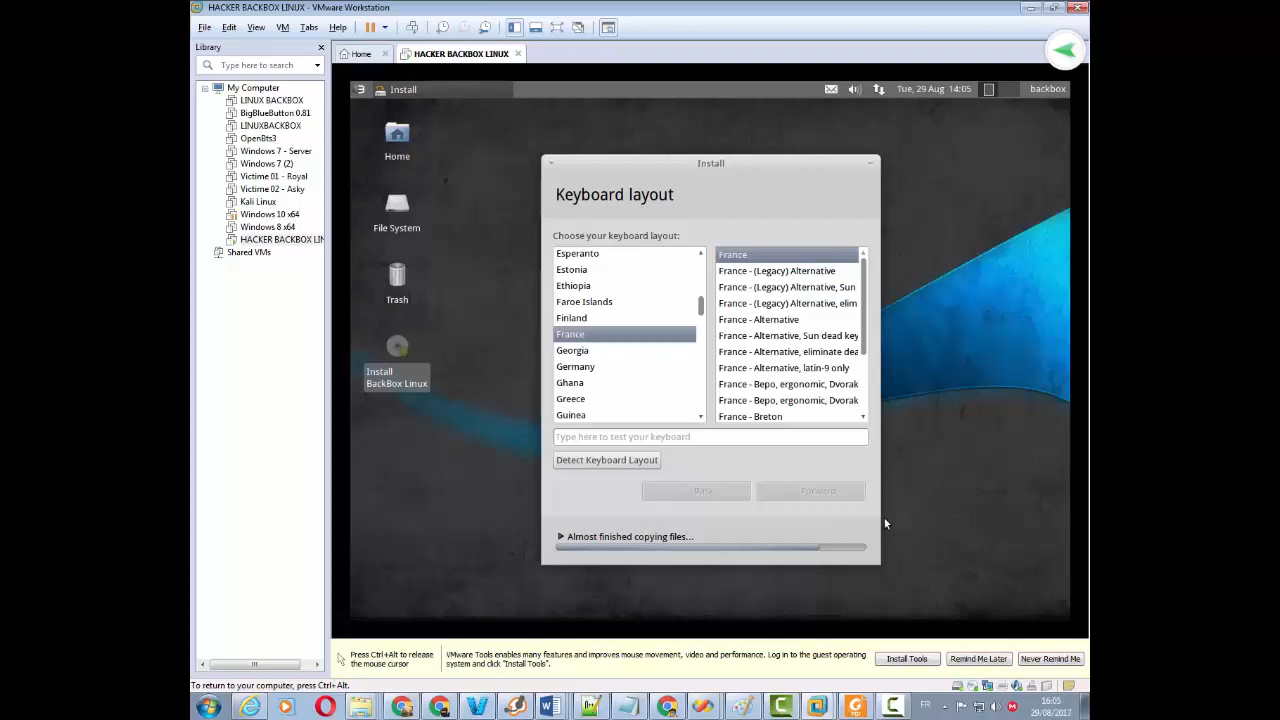 HACKER BACKBOX LINUX - VMware Workstation
File Edit View VM Tabs Help
Library
Type here to search
Home
HACKER BACKBOX LINUX
My Computer
LINUX BACKBOX
BigBlueButton 0.81
LINUXBACKBOX
OpenBts3
Windows 7 - Server
Windows 7 (2)
Victime 01 - Royal
Victime 02 - Asky
Kali Linux
Windows 10 x64
Windows 8 x64
HACKER BACKBOX LIN
Shared VMs
Install
Tue, 29 Aug 14:05
backbox
Home
File System
Trash
Install
BackBox Linux
Install
Keyboard layout
Choose your keyboard layout:
Esperanto
Estonia
Ethiopia
Faroe Islands
Finland
France
Georgia
Germany
Ghana
Greece
Guinea
France
France - (Legacy) Alternative
France - (Legacy) Alternative, Sun
France - (Legacy) Alternative, elim
France - Alternative
France - Alternative, Sun dead key
France - Alternative, eliminate dea
France - Alternative, latin-9 only
France - Bepo, ergonomic, Dvorak
France - Bepo, ergonomic, Dvorak
France - Breton
Type here to test your keyboard
Detect Keyboard Layout
Back
Forward
Almost finished copying files...
Press Ctrl+Alt to release
the mouse cursor
VMware Tools enables many features and improves mouse movement, video and performance. Log in to the guest operating
system and click "Install Tools".
Install Tools
Remind Me Later
Never Remind Me
To return to your computer, press Ctrl+Alt.
FR
16:05
29/08/2017